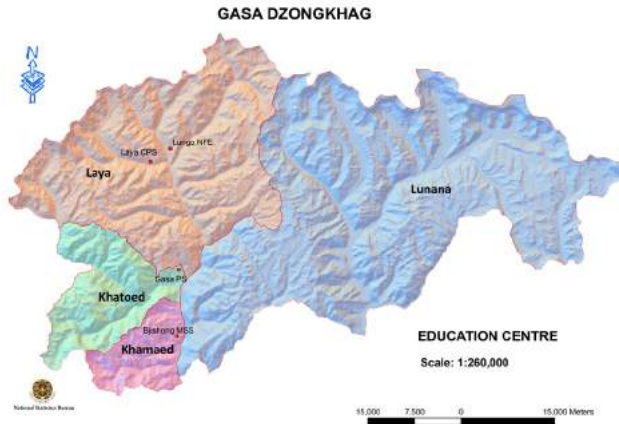 GASA DZONGKHAG
N
Lungo NFE
Laya CPS
Laya
Lunana
Gasa PS
Khatoed
Bjishong MSS
Khamaed
EDUCATION CENTRE
Scale: 1:260,000
National Statistics Bureau
15,000 7,500 0 15,000 Meters